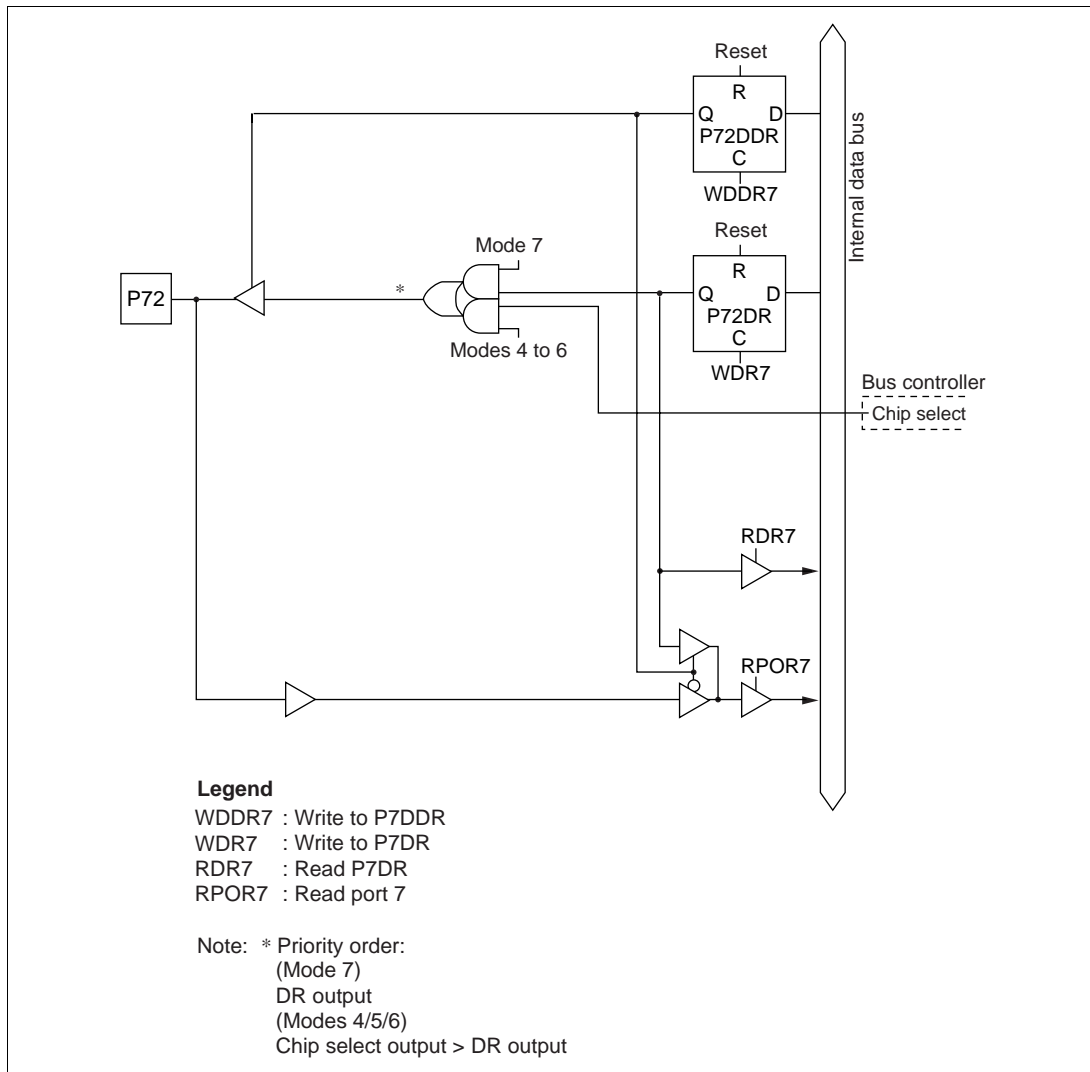 Reset
R
Q D
P72DDR
C
WDDR7
Internal data bus
Reset
Mode 7
R
P72
*
Q D
P72DR
C
Modes 4 to 6
WDR7
Bus controller
Chip select
RDR7
RPOR7
Legend
WDDR7 : Write to P7DDR
WDR7 : Write to P7DR
RDR7 : Read P7DR
RPOR7 : Read port 7
Note: * Priority order:
(Mode 7)
DR output
(Modes 4/5/6)
Chip select output > DR output